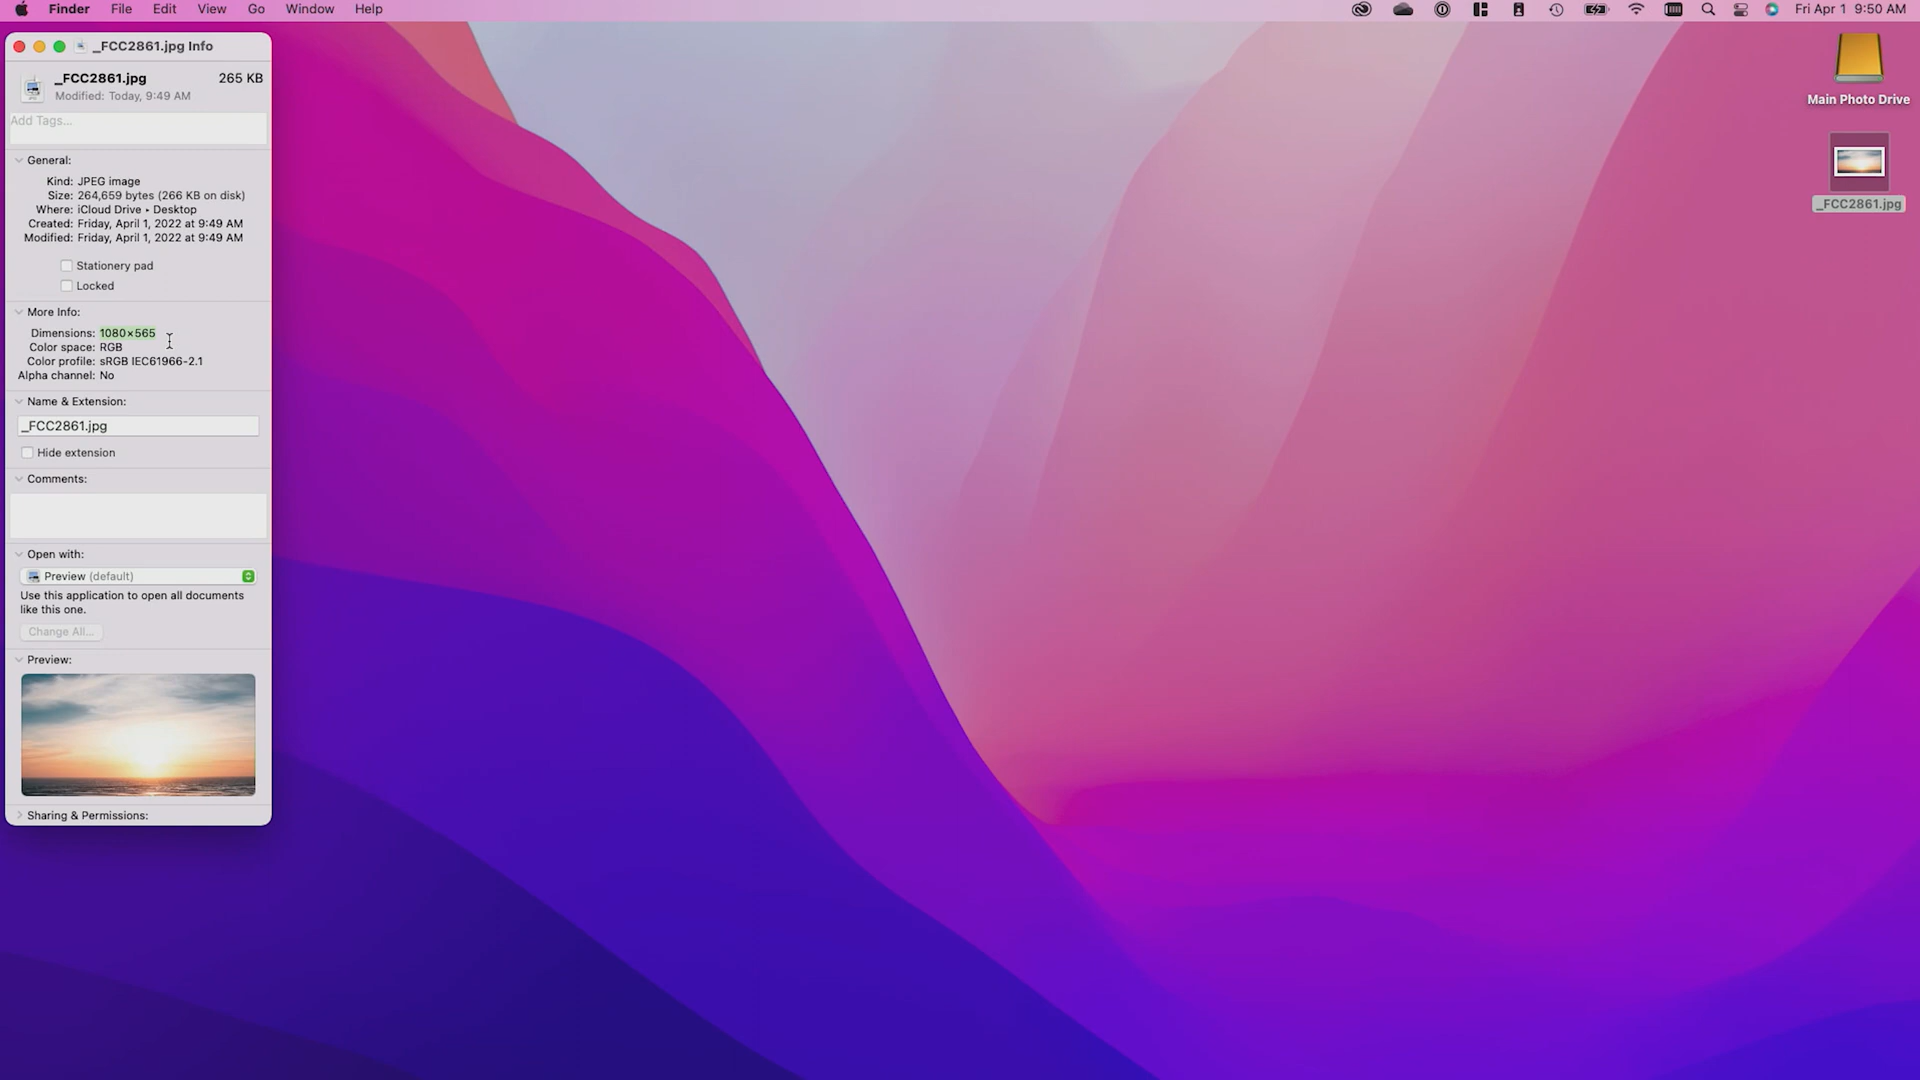 Finder File Edit View Go Window Help
Fri Apr 1 9:50 AM
_FCC2861.jpg Info
_FCC2861.jpg 265 KB
Modified: Today, 9:49 AM
Add Tags...
General:
Kind: JPEG image
Size: 264,659 bytes (266 KB on disk)
Where: iCloud Drive ▸ Desktop
Created: Friday, April 1, 2022 at 9:49 AM
Modified: Friday, April 1, 2022 at 9:49 AM
Stationery pad
Locked
More Info:
Dimensions: 1080×565
Color space: RGB
Color profile: sRGB IEC61966-2.1
Alpha channel: No
Name & Extension:
_FCC2861.jpg
Hide extension
Comments:
Open with:
Preview (default)
Use this application to open all documents
like this one.
Change All...
Preview:
Sharing & Permissions:
Main Photo Drive
_FCC2861.jpg